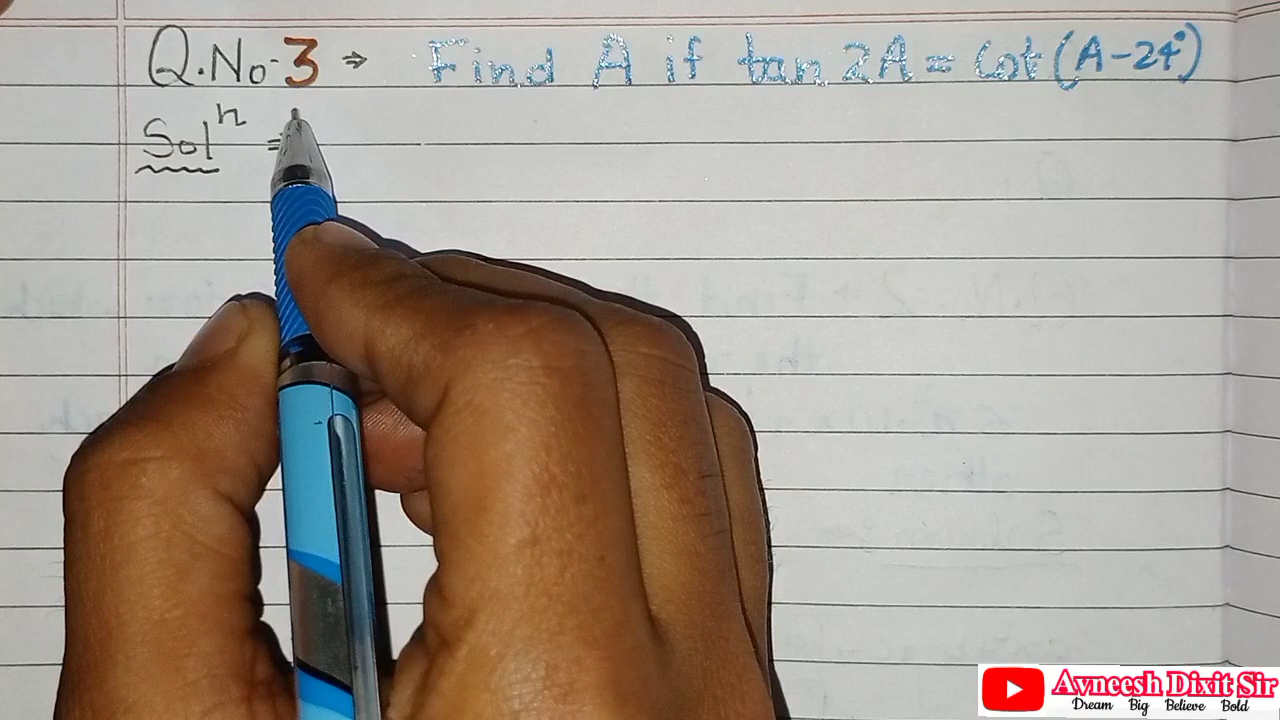 Q.No-3 → Find A if tan 2A = Cot (A-24°)
Solⁿ =
Avneesh Dixit Sir
Dream Big Believe Bold